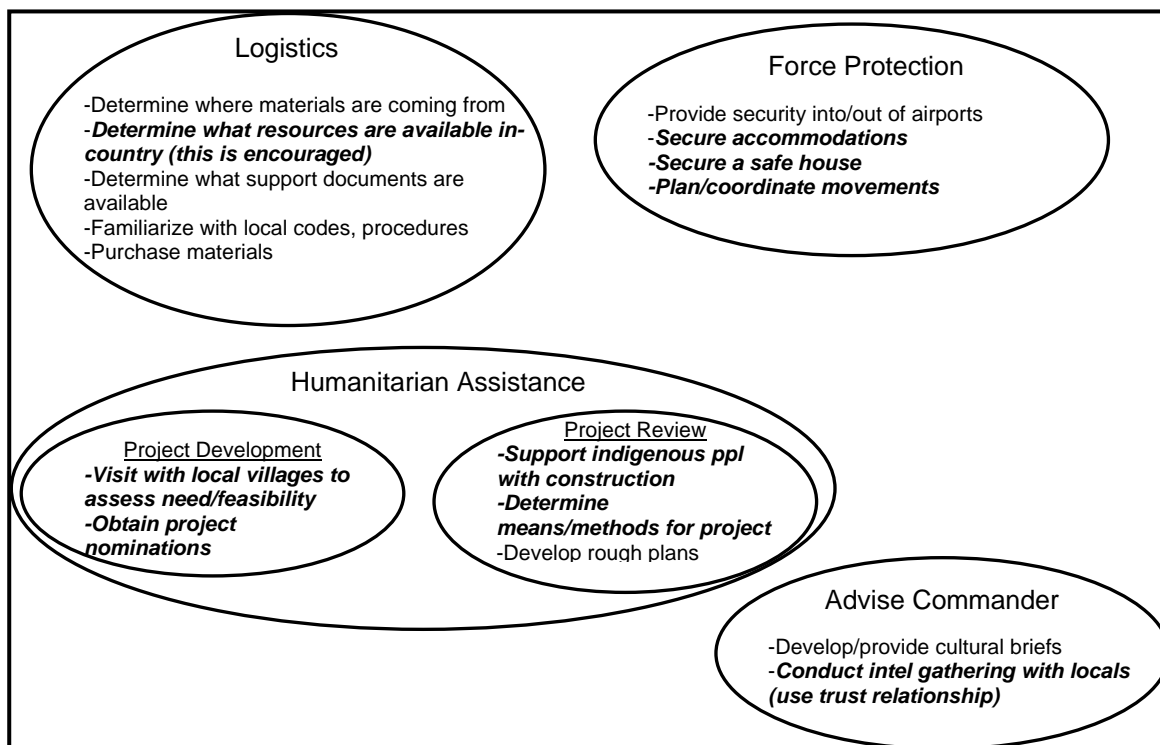 Logistics
-Determine where materials are coming from
-Determine what resources are available in-
country (this is encouraged)
-Determine what support documents are
available
-Familiarize with local codes, procedures
-Purchase materials
Force Protection
-Provide security into/out of airports
-Secure accommodations
-Secure a safe house
-Plan/coordinate movements
Humanitarian Assistance
Project Development
-Visit with local villages to
assess need/feasibility
-Obtain project
nominations
Project Review
-Support indigenous ppl
with construction
-Determine
means/methods for project
-Develop rough plans
Advise Commander
-Develop/provide cultural briefs
-Conduct intel gathering with locals
(use trust relationship)